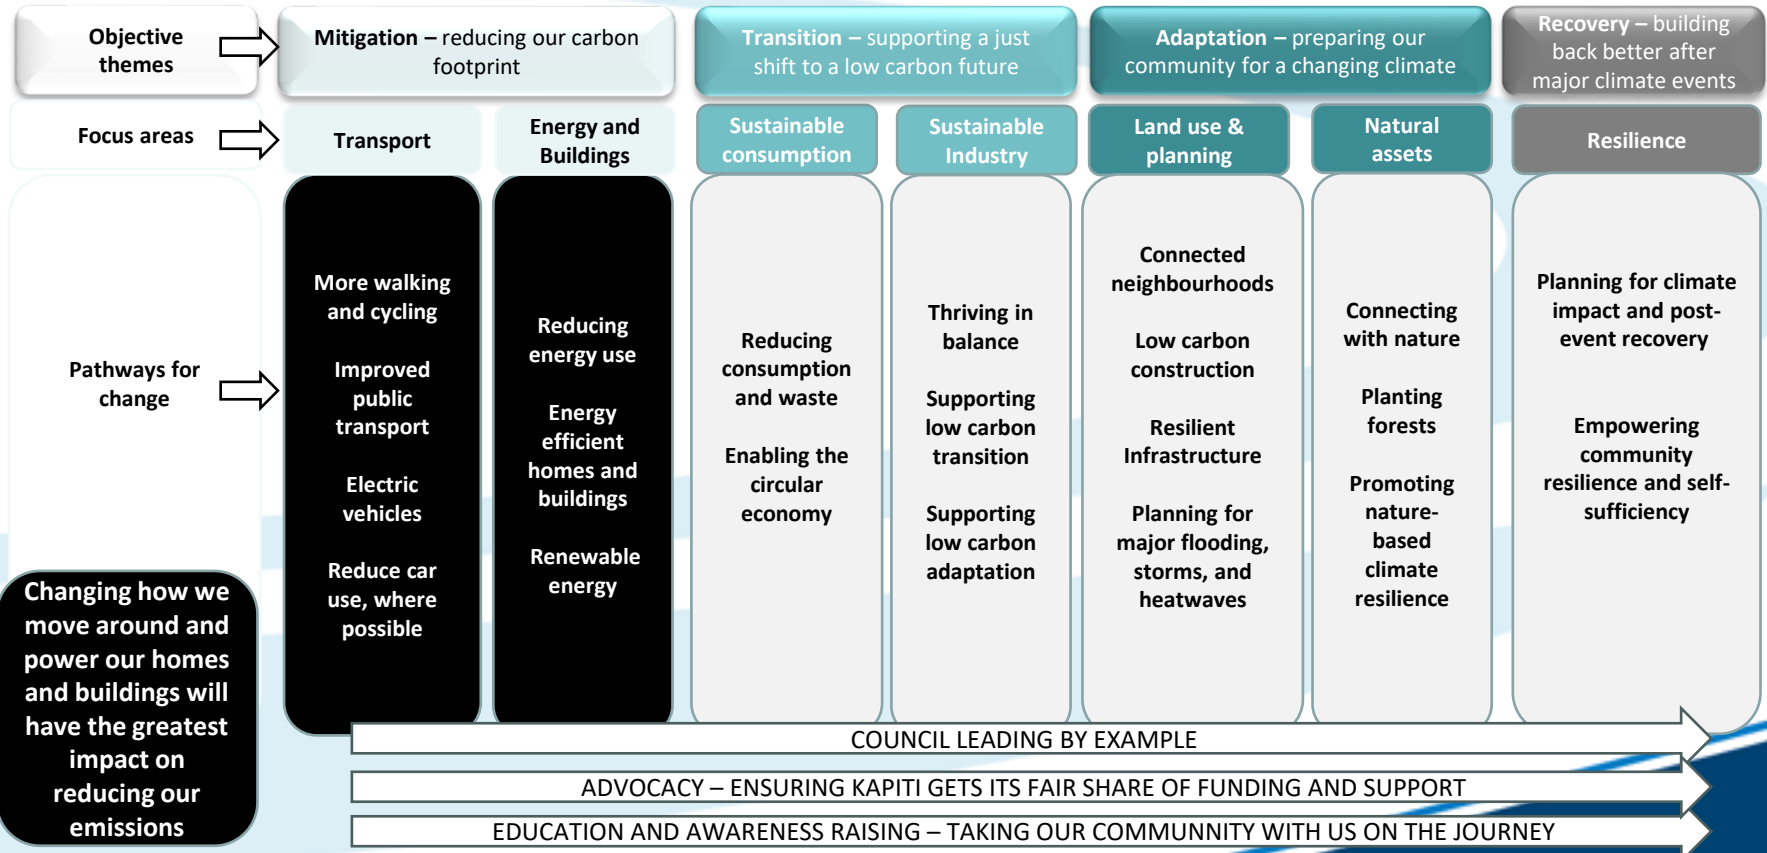 Objective
themes
Mitigation – reducing our carbon
footprint
Transition – supporting a just
shift to a low carbon future
Adaptation – preparing our
community for a changing climate
Recovery – building
back better after
major climate events
Focus areas
Transport
Energy and
Buildings
Sustainable
consumption
Sustainable
Industry
Land use &
planning
Natural
assets
Resilience
Pathways for
change
More walking
and cycling
Improved
public
transport
Electric
vehicles
Reduce car
use, where
possible
Reducing
energy use
Energy
efficient
homes and
buildings
Renewable
energy
Reducing
consumption
and waste
Enabling the
circular
economy
Thriving in
balance
Supporting
low carbon
transition
Supporting
low carbon
adaptation
Connected
neighbourhoods
Low carbon
construction
Resilient
Infrastructure
Planning for
major flooding,
storms, and
heatwaves
Connecting
with nature
Planting
forests
Promoting
nature-
based
climate
resilience
Planning for climate
impact and post-
event recovery
Empowering
community
resilience and self-
sufficiency
Changing how we
move around and
power our homes
and buildings will
have the greatest
impact on
reducing our
emissions
COUNCIL LEADING BY EXAMPLE
ADVOCACY – ENSURING KAPITI GETS ITS FAIR SHARE OF FUNDING AND SUPPORT
EDUCATION AND AWARENESS RAISING – TAKING OUR COMMUNNITY WITH US ON THE JOURNEY